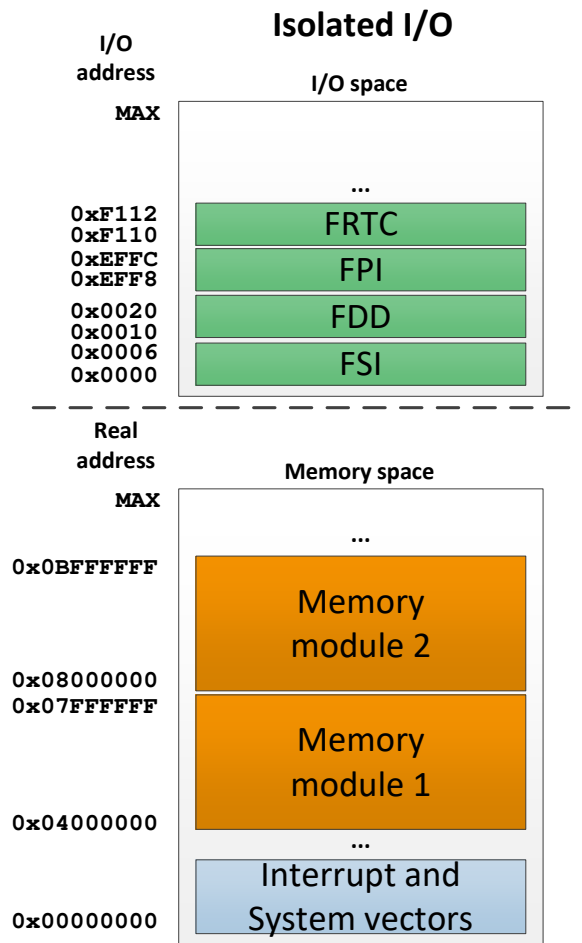 Isolated I/O
I/O
address
I/O space
MAX
...
0xF112
FRTC
0xF110
0xEFFC
FPI
0xEFF8
0x0020
FDD
0x0010
0x0006
FSI
0x0000
Real
address
Memory space
MAX
...
0x0BFFFFFF
Memory
module 2
0x08000000
0x07FFFFFF
Memory
module 1
0x04000000
...
Interrupt and
System vectors
0x00000000